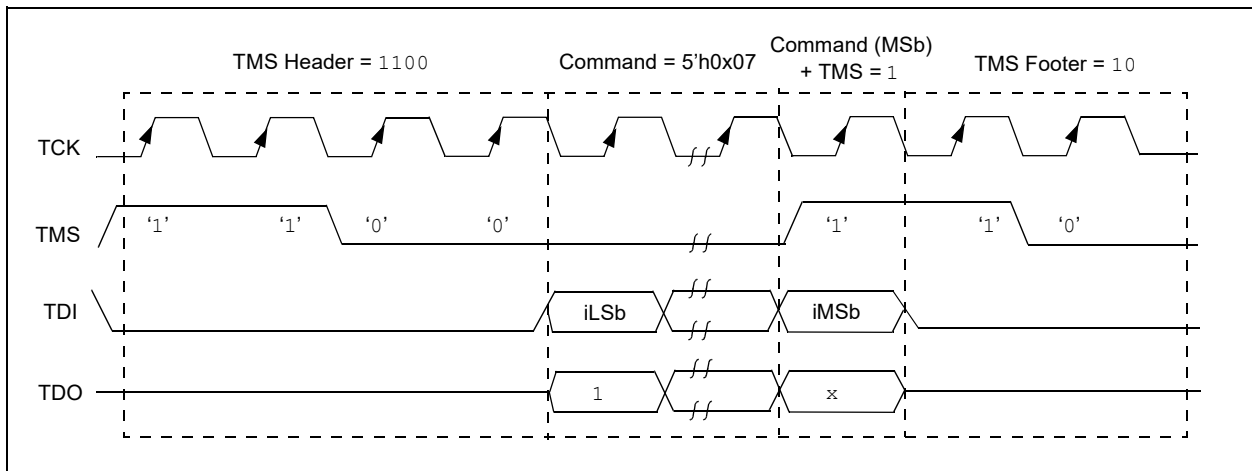 TMS Header = 1100
Command = 5’h0x07
Command (MSb)
+ TMS = 1
TMS Footer = 10
TCK
TMS
‘1’ ‘1’ ‘0’ ‘0’ ‘1’ ‘1’ ‘0’
TDI
iLSb iMSb
TDO
1 x